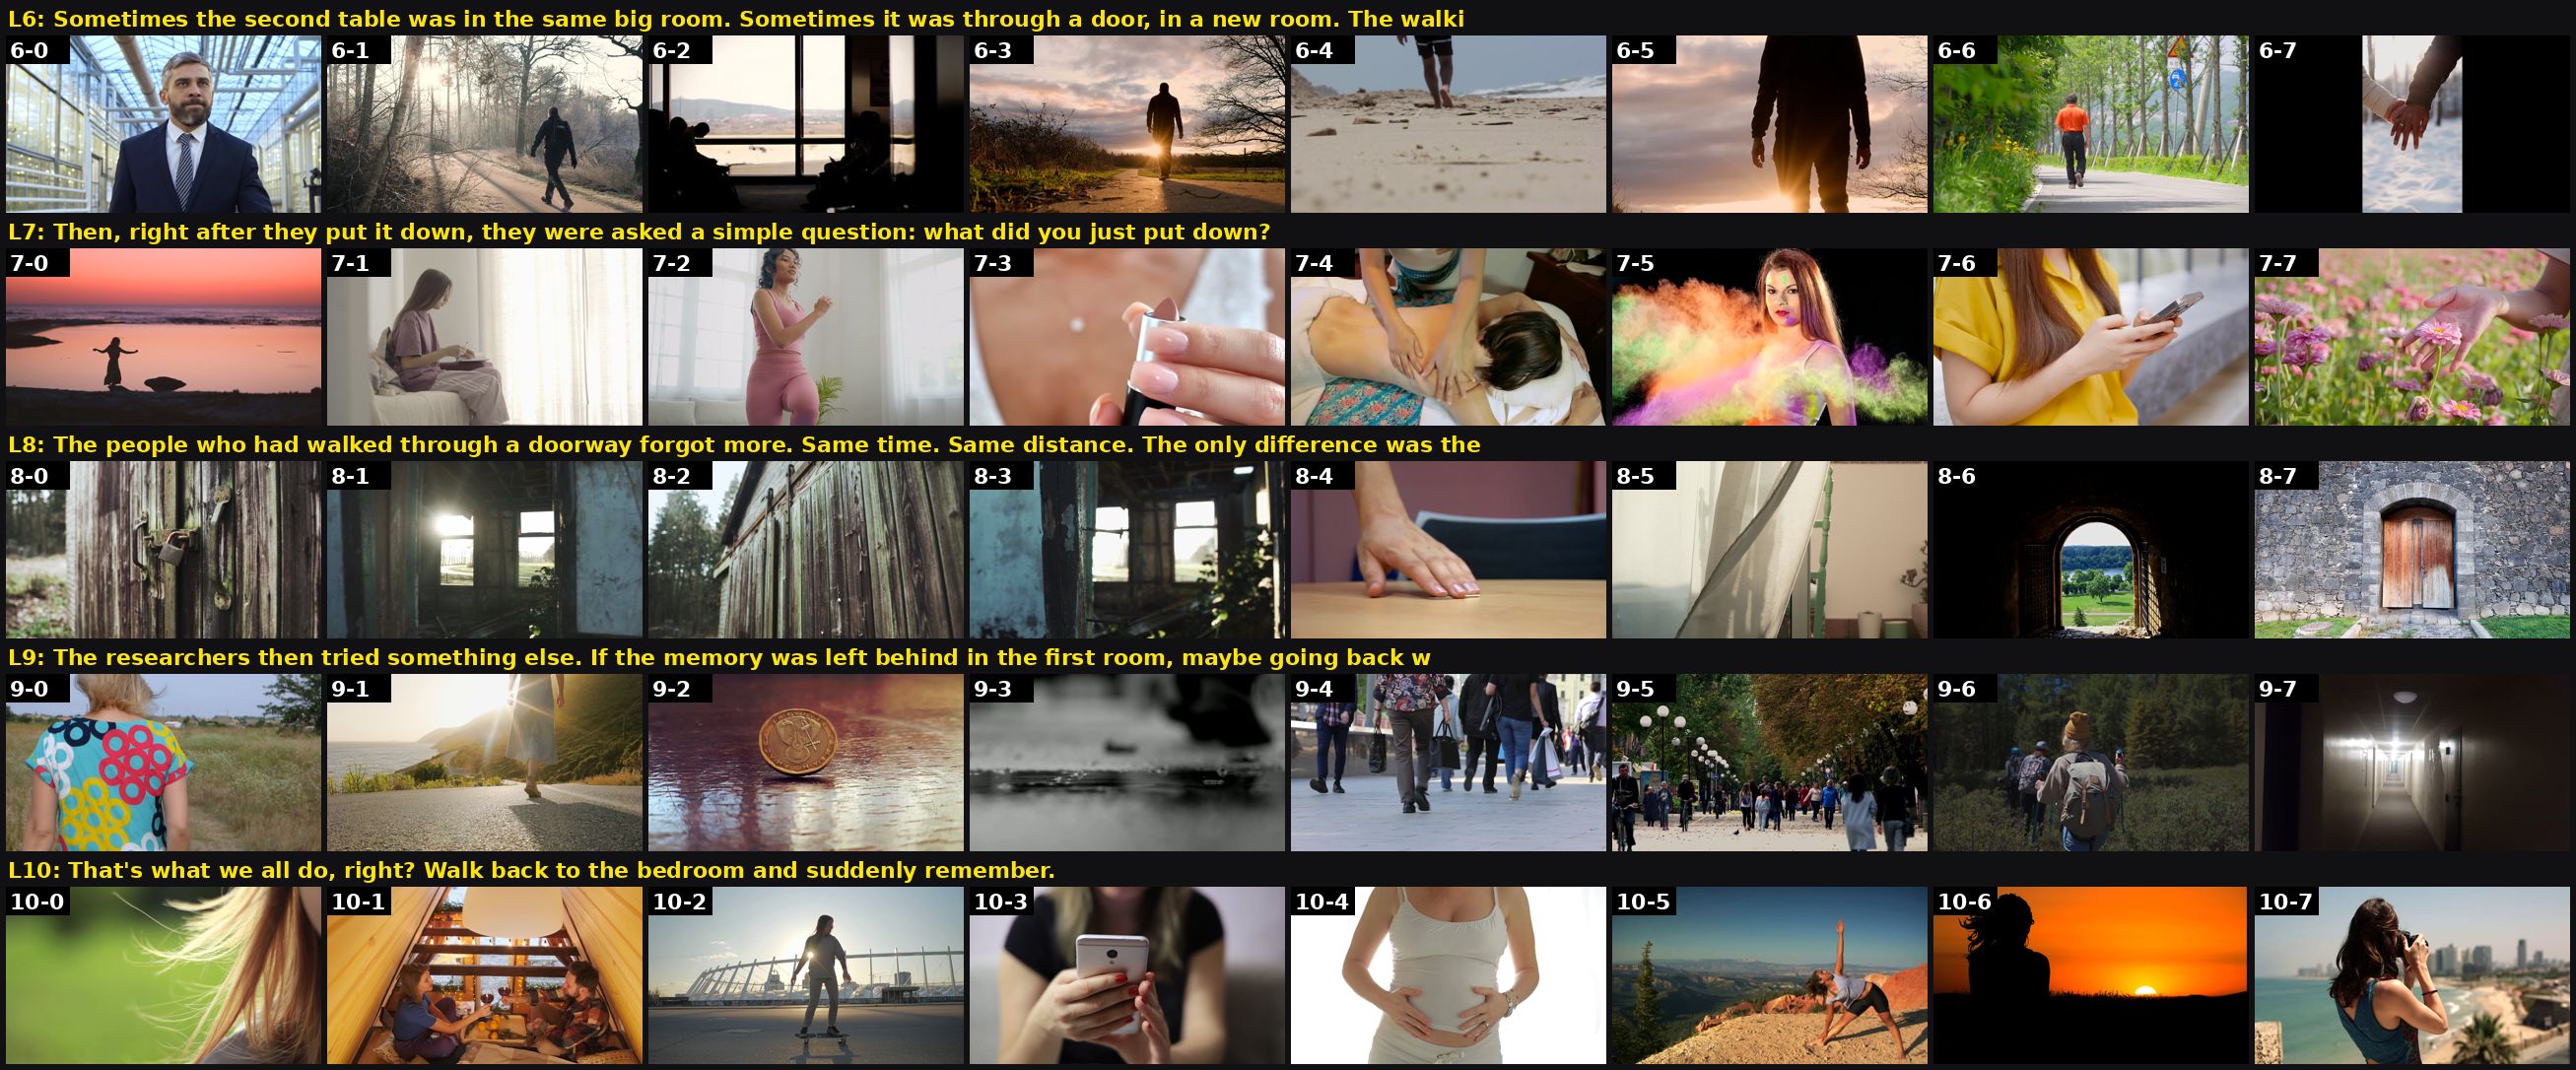 L6: Sometimes the second table was in the same big room. Sometimes it was through a door, in a new room. The walki
6-0 6-1 6-2 6-3 6-4 6-5 6-6 6-7
L7: Then, right after they put it down, they were asked a simple question: what did you just put down?
7-0 7-1 7-2 7-3 7-4 7-5 7-6 7-7
L8: The people who had walked through a doorway forgot more. Same time. Same distance. The only difference was the
8-0 8-1 8-2 8-3 8-4 8-5 8-6 8-7
L9: The researchers then tried something else. If the memory was left behind in the first room, maybe going back w
9-0 9-1 9-2 9-3 9-4 9-5 9-6 9-7
L10: That's what we all do, right? Walk back to the bedroom and suddenly remember.
10-0 10-1 10-2 10-3 10-4 10-5 10-6 10-7